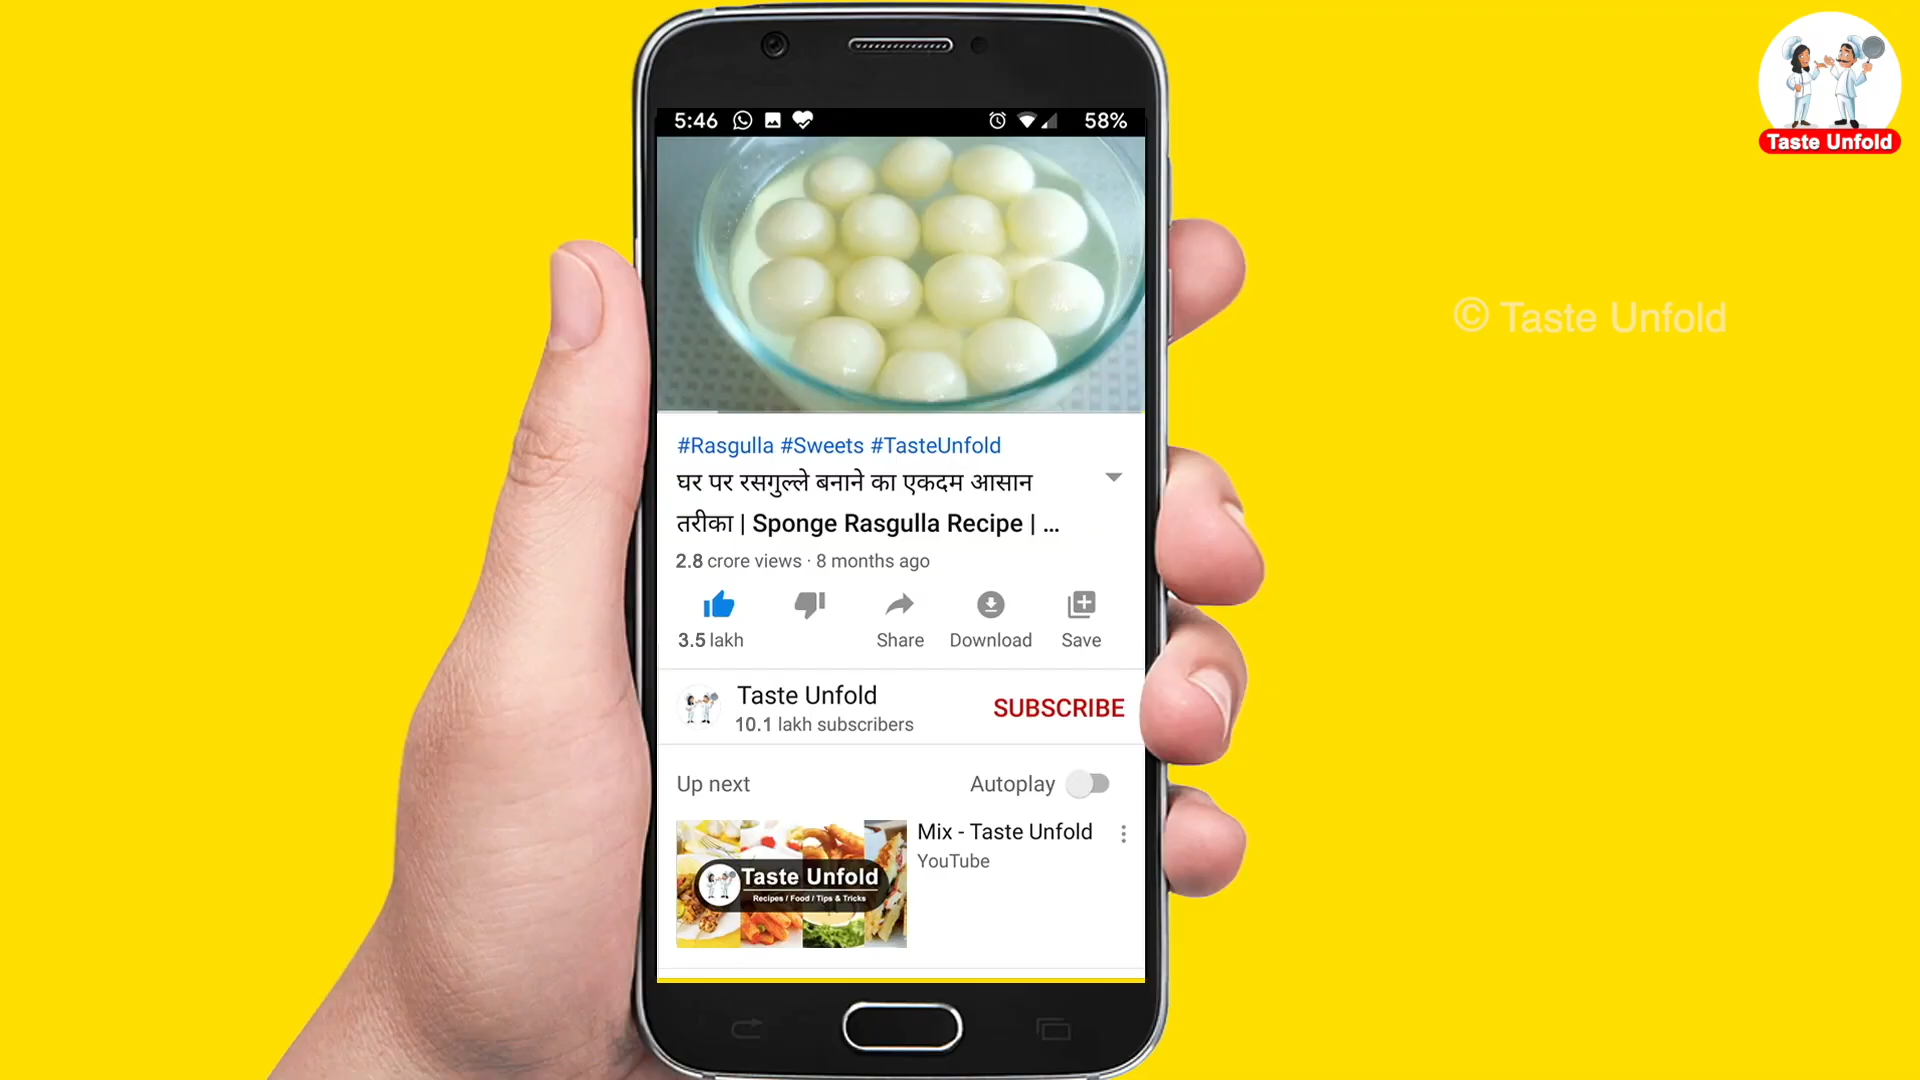 Taste Unfold
5:46
58%
© Taste Unfold
#Rasgulla #Sweets #TasteUnfold
घर पर रसगुल्ले बनाने का एकदम आसान
तरीका | Sponge Rasgulla Recipe | ...
2.8 crore views · 8 months ago
3.5 lakh
Share
Download
Save
Taste Unfold
10.1 lakh subscribers
SUBSCRIBE
Up next
Autoplay
Mix - Taste Unfold
YouTube
Taste Unfold
Recipes / Food / Tips & Tricks